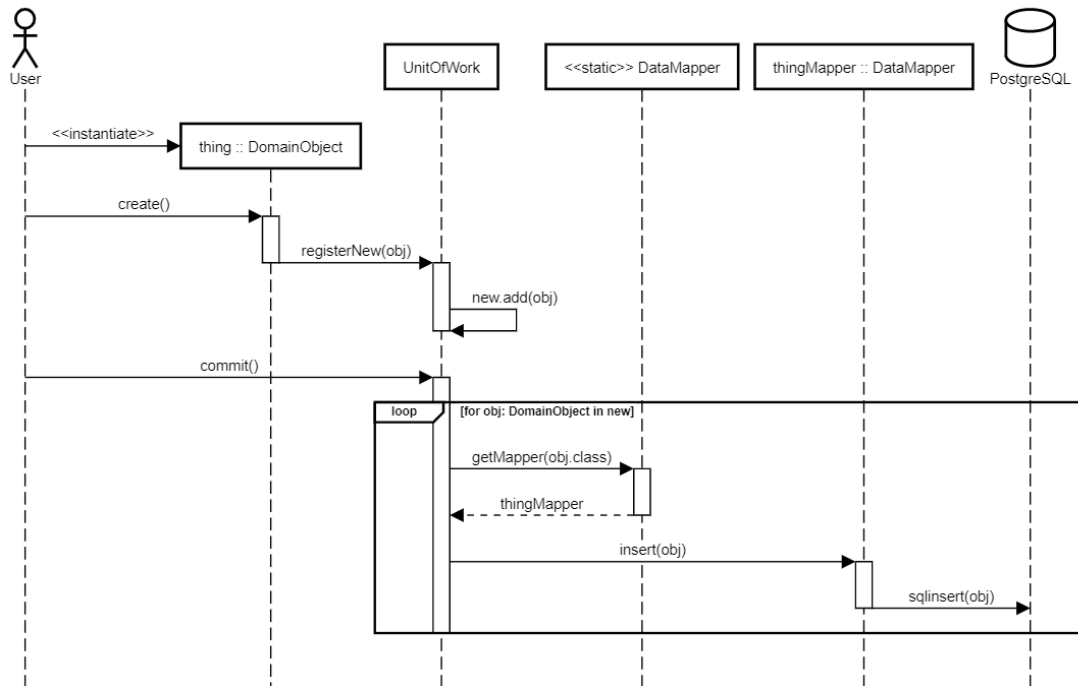 User
UnitOfWork
<<static>> DataMapper
thingMapper :: DataMapper
PostgreSQL
<<instantiate>>
thing :: DomainObject
create()
registerNew(obj)
new.add(obj)
commit()
loop
[for obj: DomainObject in new]
getMapper(obj.class)
thingMapper
insert(obj)
sqlinsert(obj)